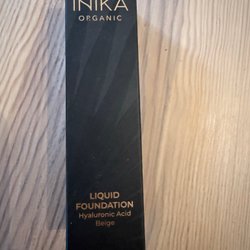 INIKA
ORGANIC
LIQUID
FOUNDATION
Hyaluronic Acid
Beige